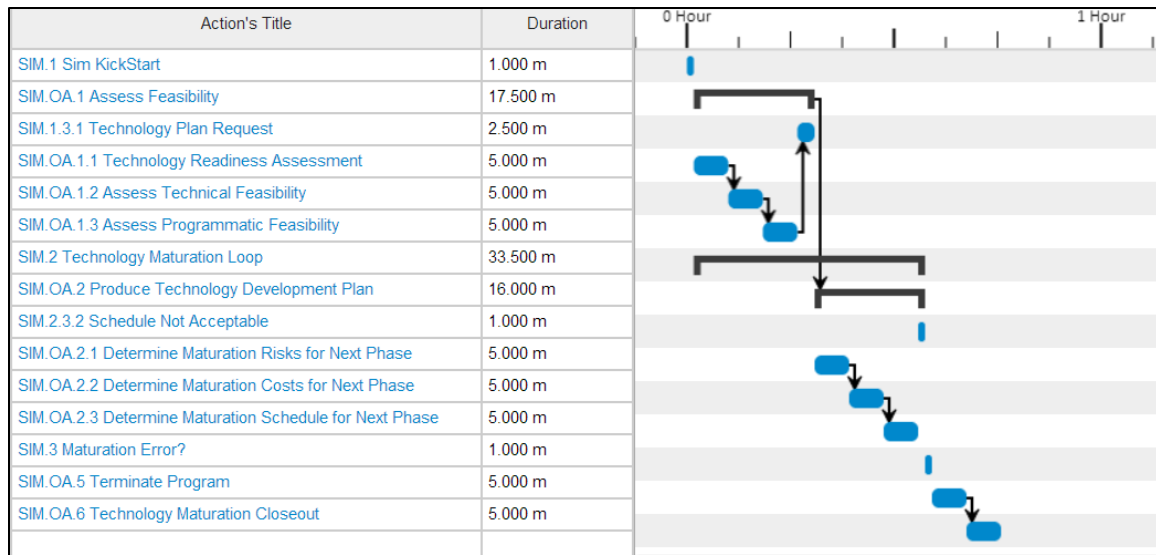 Action's Title Duration 0 Hour 1 Hour
SIM.1 Sim KickStart 1.000 m
SIM.OA.1 Assess Feasibility 17.500 m
SIM.1.3.1 Technology Plan Request 2.500 m
SIM.OA.1.1 Technology Readiness Assessment 5.000 m
SIM.OA.1.2 Assess Technical Feasibility 5.000 m
SIM.OA.1.3 Assess Programmatic Feasibility 5.000 m
SIM.2 Technology Maturation Loop 33.500 m
SIM.OA.2 Produce Technology Development Plan 16.000 m
SIM.2.3.2 Schedule Not Acceptable 1.000 m
SIM.OA.2.1 Determine Maturation Risks for Next Phase 5.000 m
SIM.OA.2.2 Determine Maturation Costs for Next Phase 5.000 m
SIM.OA.2.3 Determine Maturation Schedule for Next Phase 5.000 m
SIM.3 Maturation Error? 1.000 m
SIM.OA.5 Terminate Program 5.000 m
SIM.OA.6 Technology Maturation Closeout 5.000 m